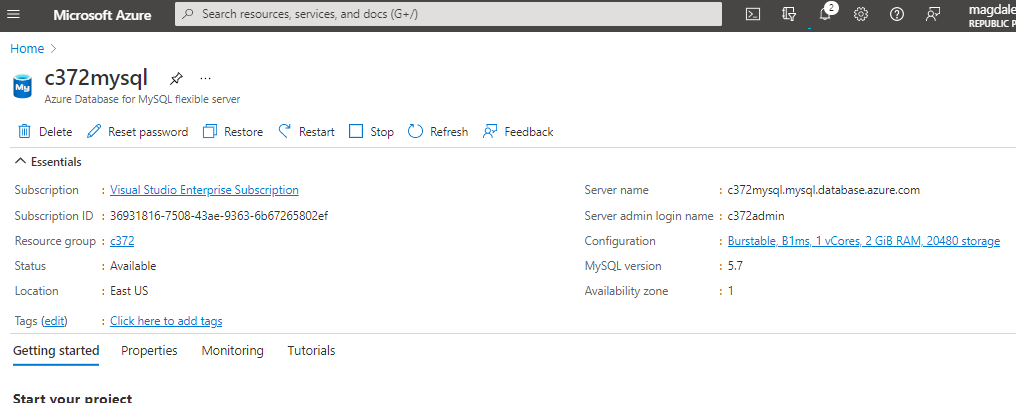 Microsoft Azure
Search resources, services, and docs (G+/)
2
magdale
REPUBLIC P
Home
My
c372mysql
Azure Database for MySQL flexible server
Delete Reset password Restore Restart Stop Refresh Feedback
Essentials
Subscription : Visual Studio Enterprise Subscription
Subscription ID : 36931816-7508-43ae-9363-6b67265802ef
Resource group : c372
Status : Available
Location : East US
Tags (edit) : Click here to add tags
Server name : c372mysql.mysql.database.azure.com
Server admin login name : c372admin
Configuration : Burstable, B1ms, 1 vCores, 2 GiB RAM, 20480 storage
MySQL version : 5.7
Availability zone : 1
Getting started Properties Monitoring Tutorials
Start your project